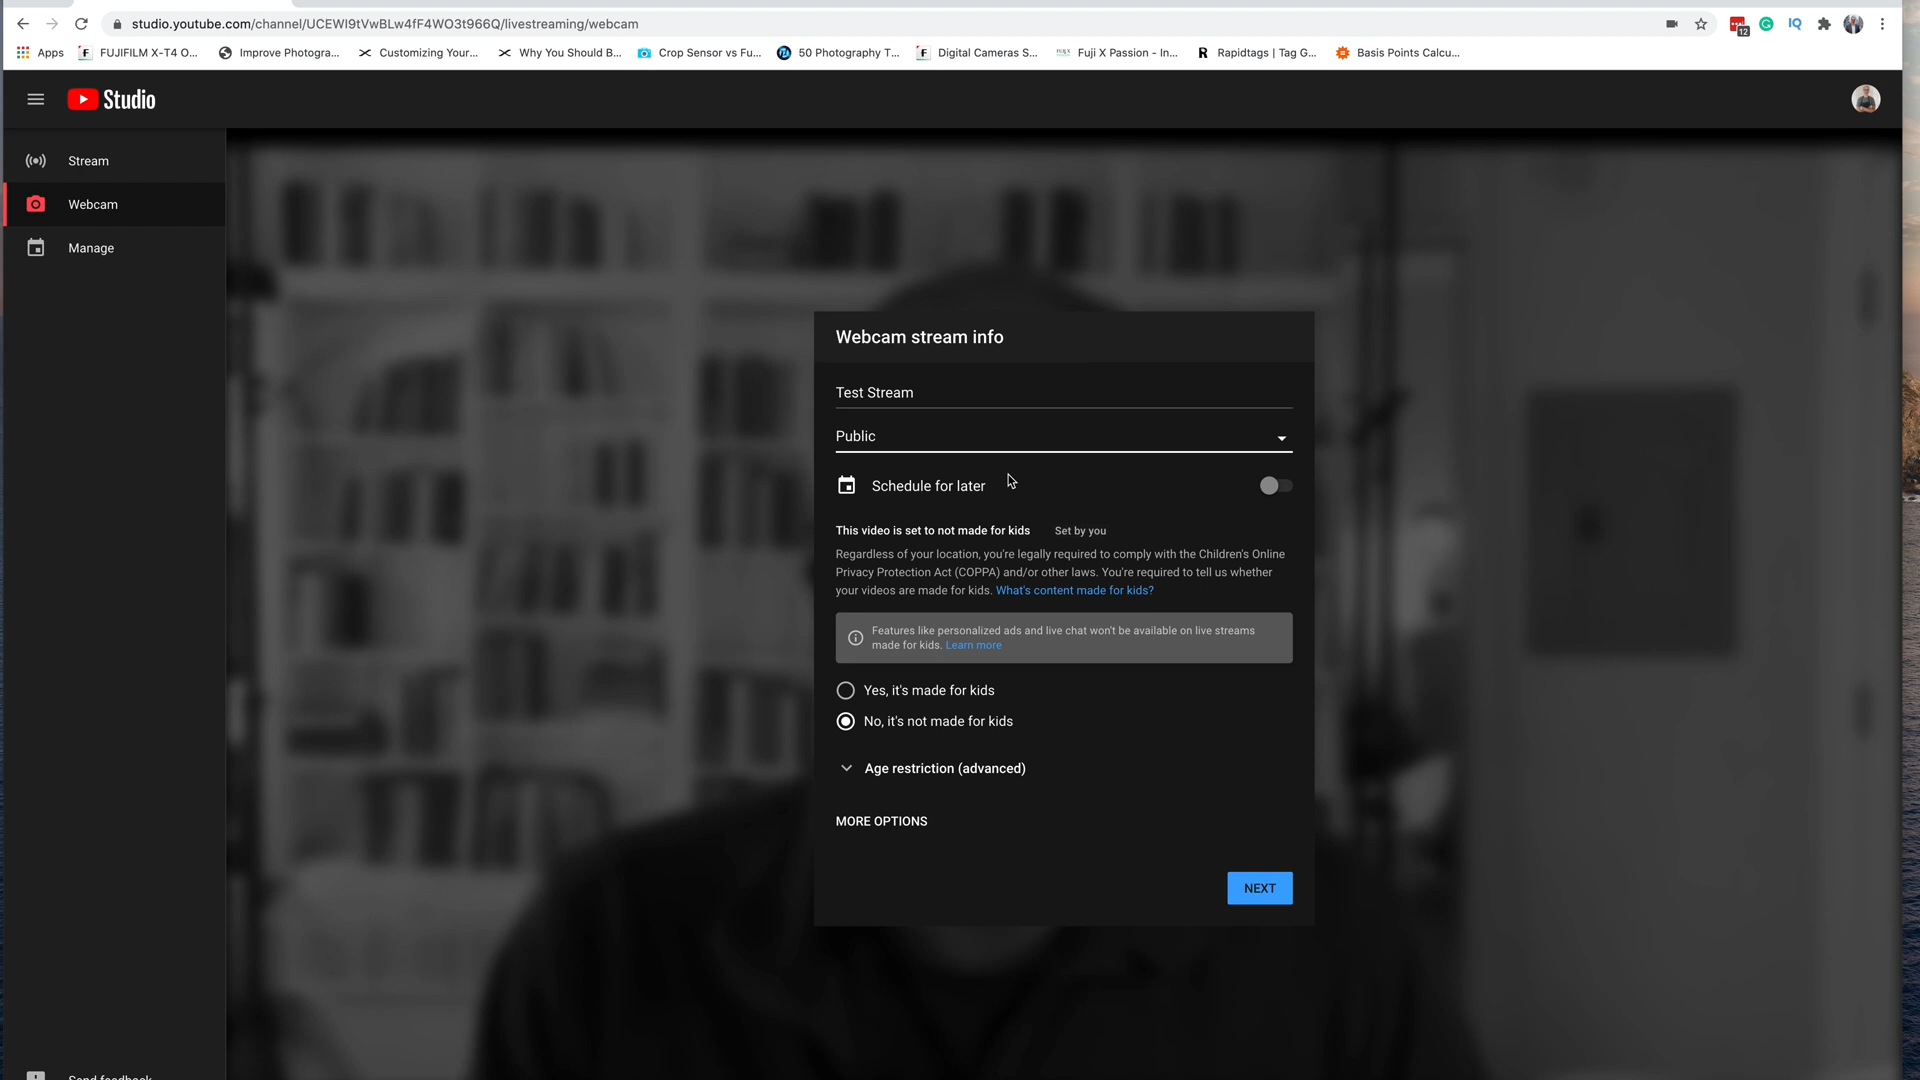 studio.youtube.com/channel/UCEWI9tVwBLw4fF4WO3t966Q/livestreaming/webcam
12
IQ
Apps
FUJIFILM X-T4 O...
Improve Photogra...
Customizing Your...
Why You Should B...
Crop Sensor vs Fu...
50 Photography T...
Digital Cameras S...
Fuji X Passion - In...
Rapidtags | Tag G...
Basis Points Calcu...
Studio
Stream
Webcam
Manage
Webcam stream info
Test Stream
Public
Schedule for later
This video is set to not made for kids Set by you
Regardless of your location, you're legally required to comply with the Children's Online
Privacy Protection Act (COPPA) and/or other laws. You're required to tell us whether
your videos are made for kids. What's content made for kids?
Features like personalized ads and live chat won't be available on live streams
made for kids. Learn more
Yes, it's made for kids
No, it's not made for kids
Age restriction (advanced)
MORE OPTIONS
NEXT
Send feedback